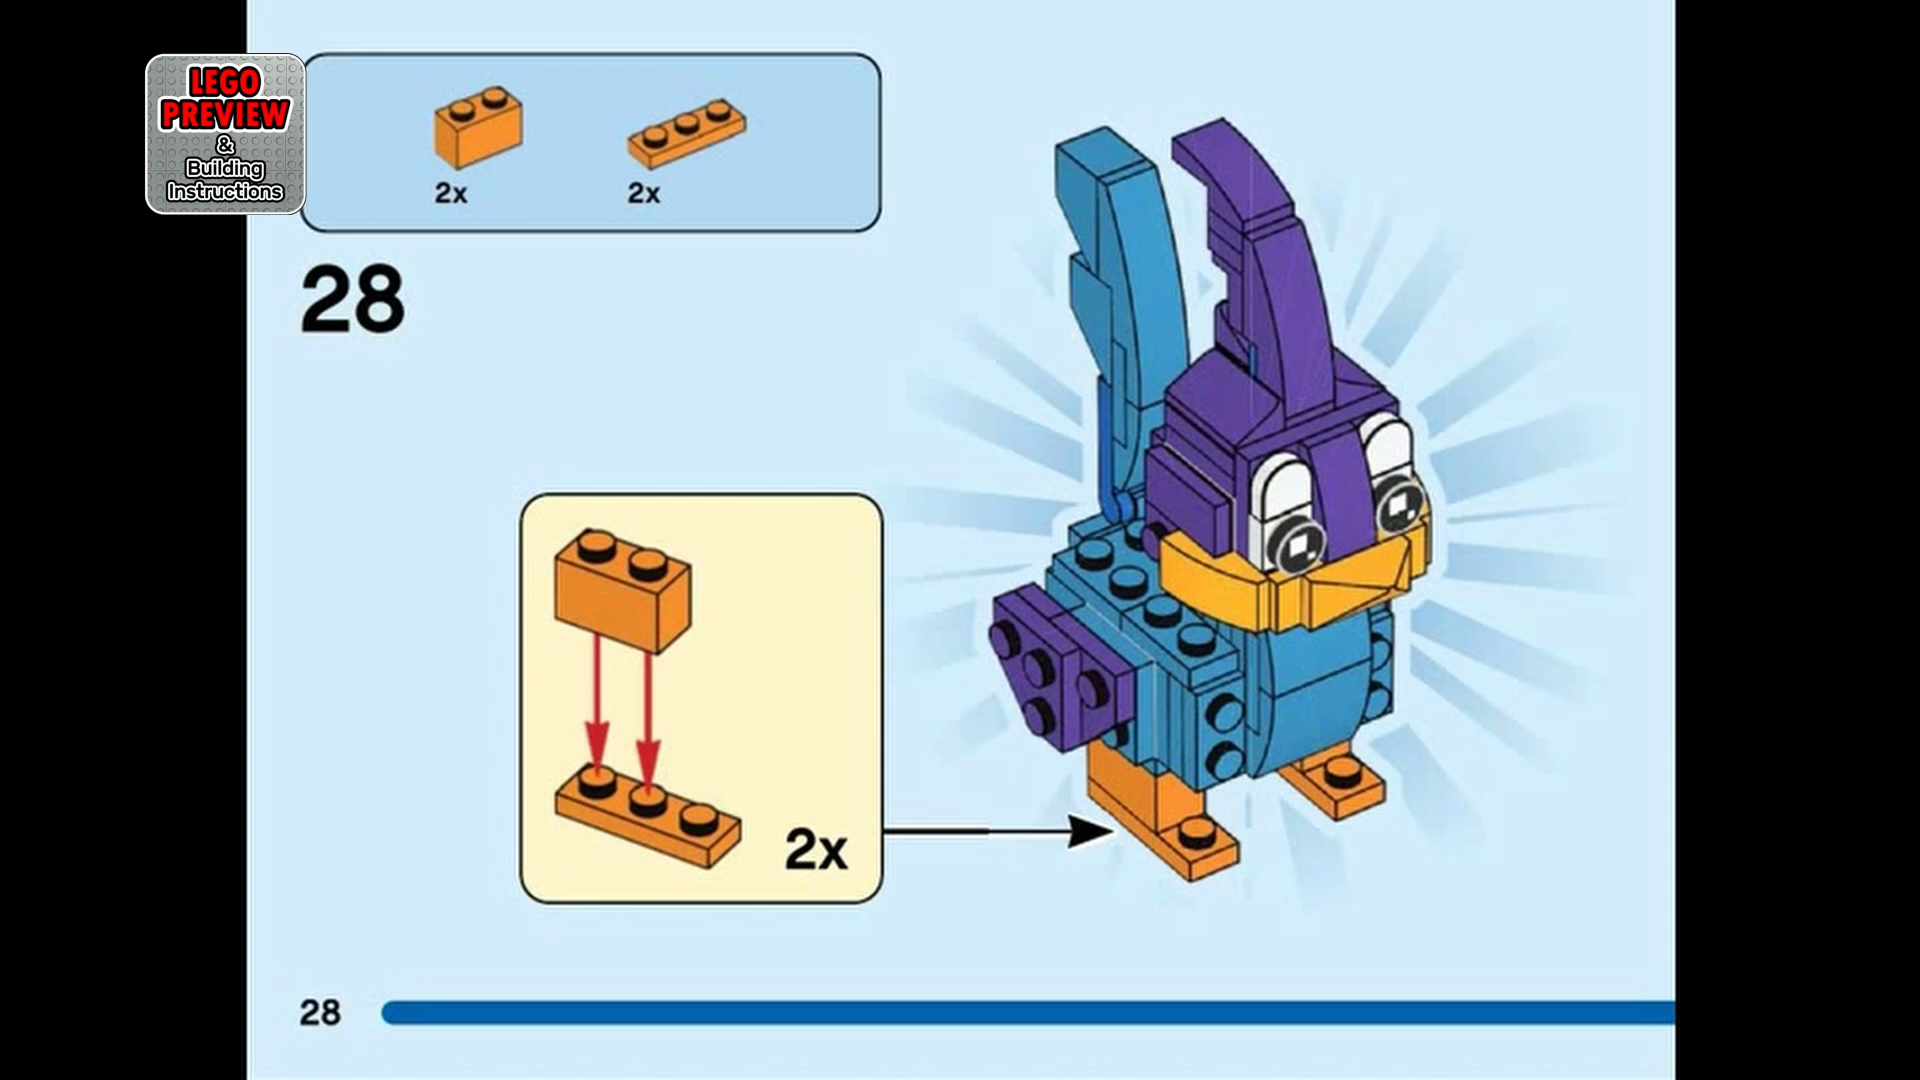 LEGO
PREVIEW
&
Building
Instructions
2x
2x
28
2x
28